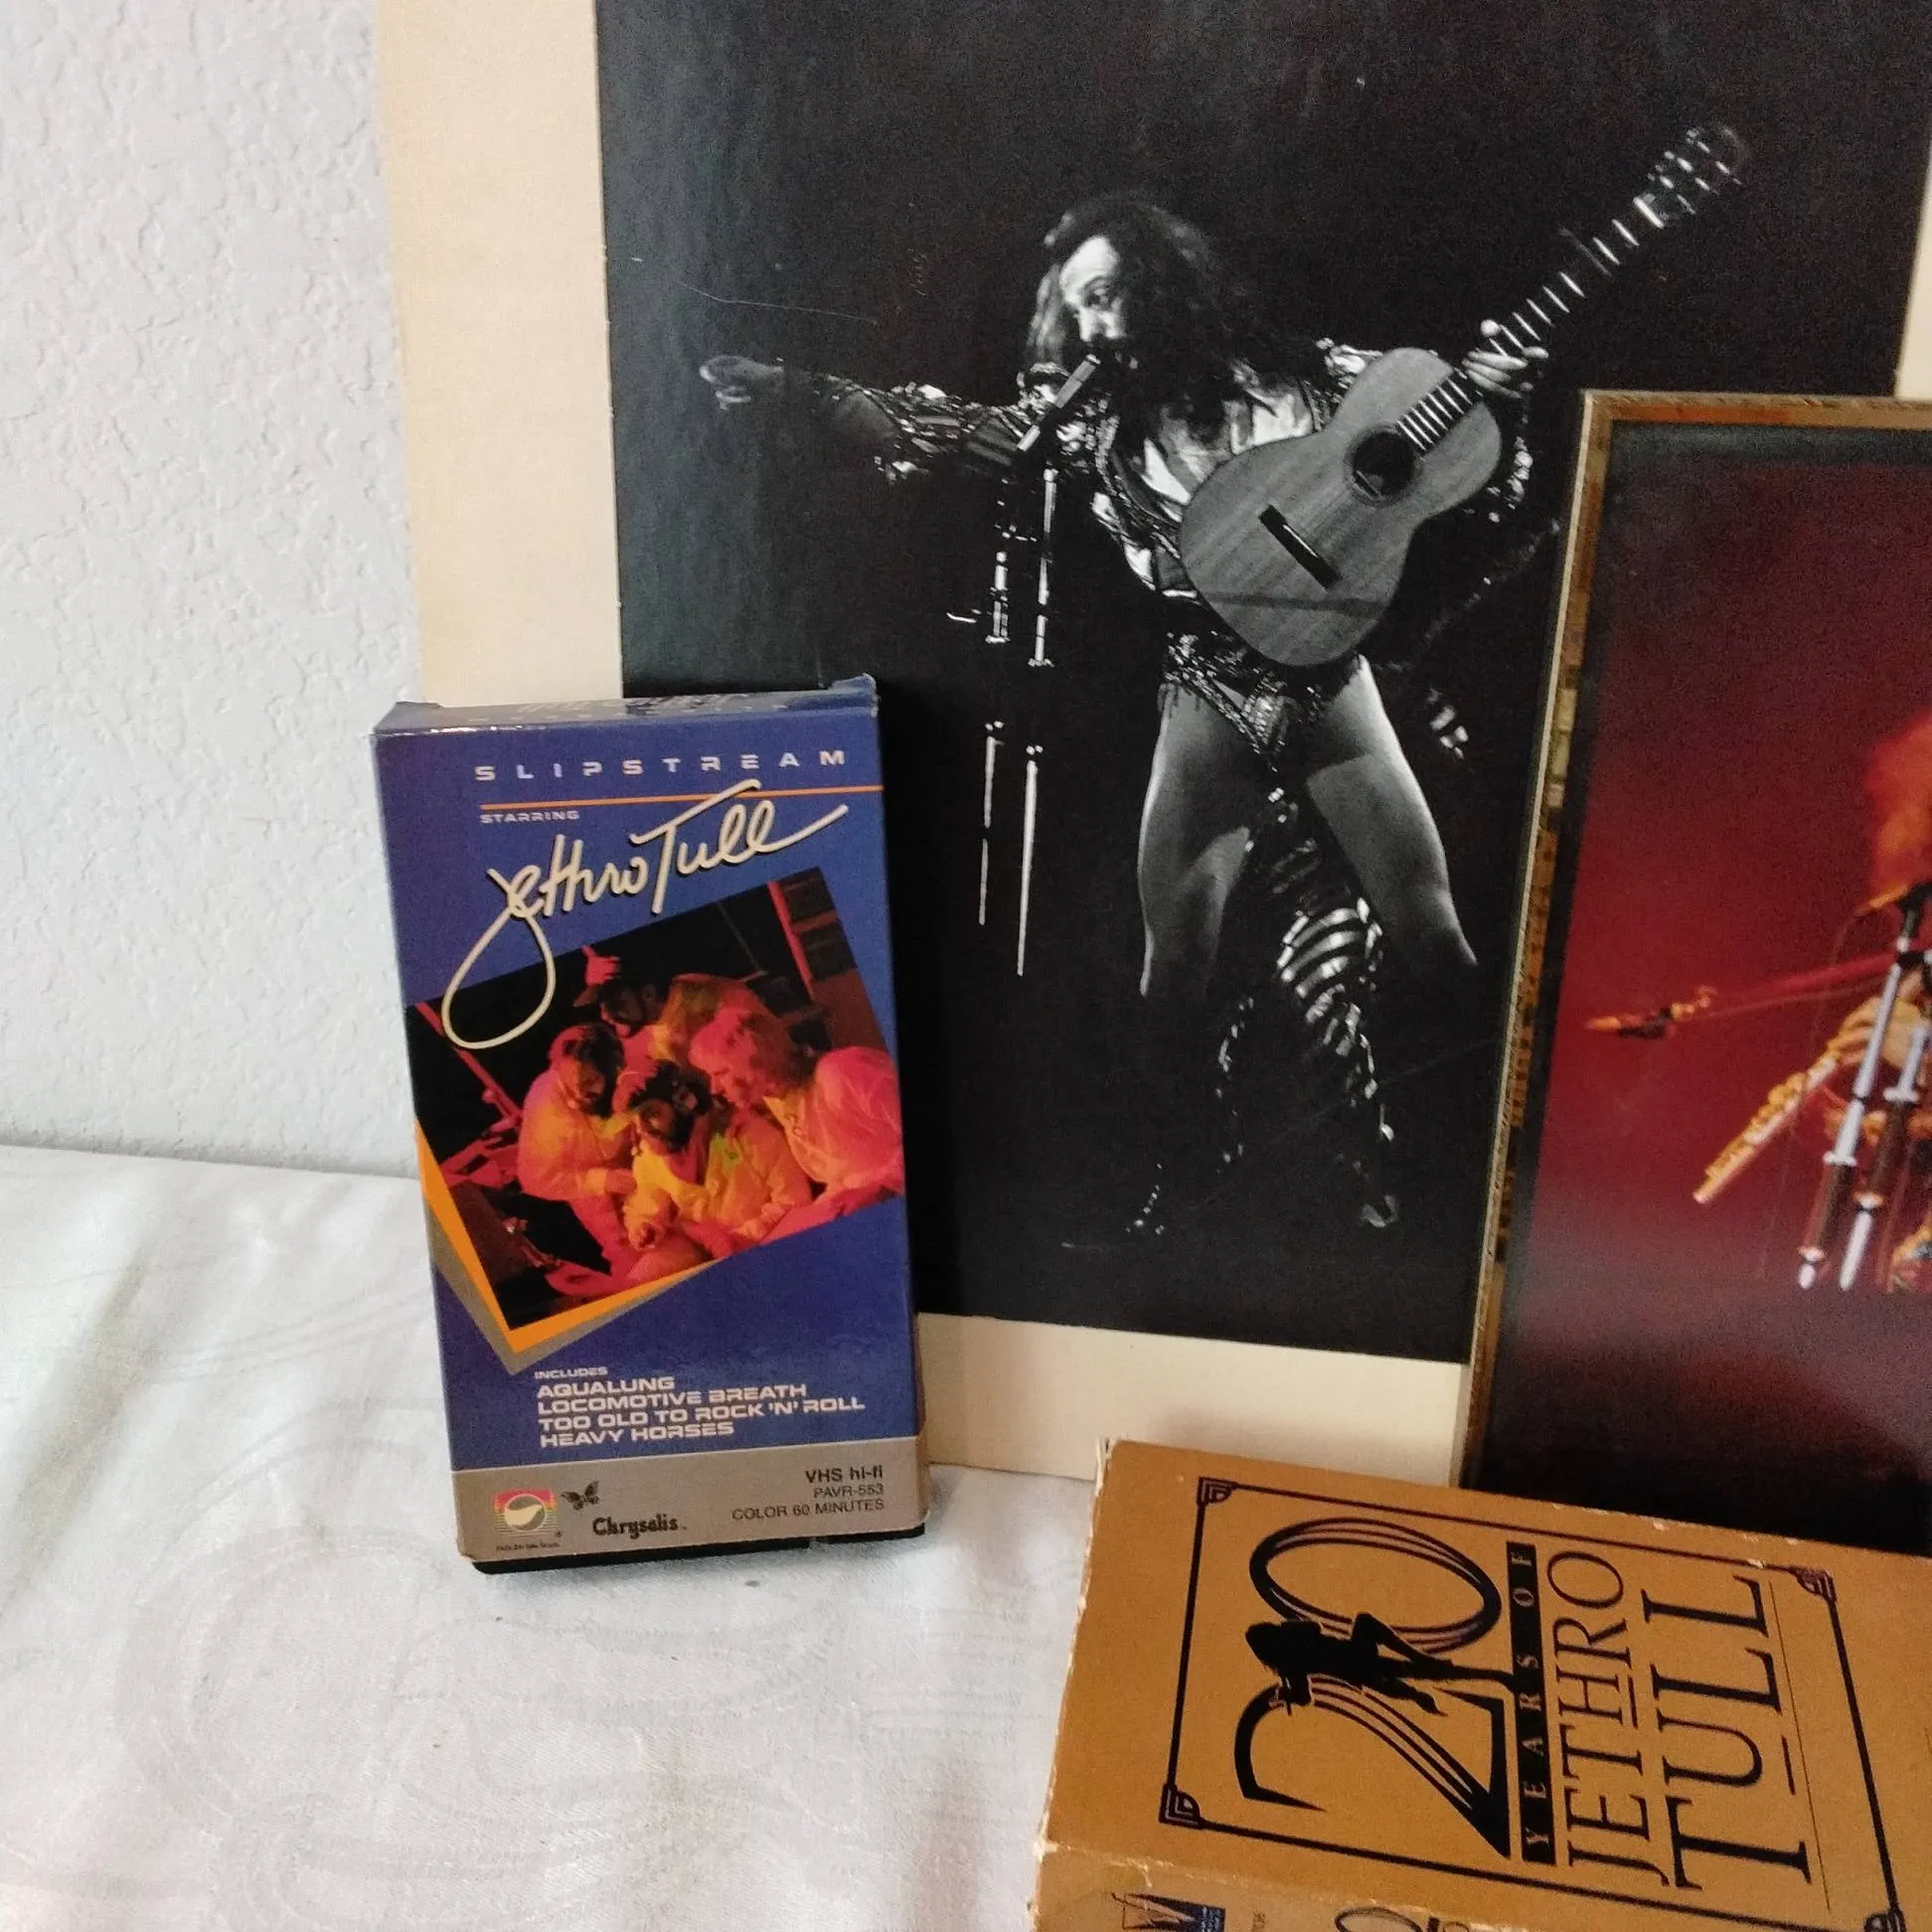 SLIPSTREAM
STARRING
Jethro Tull
INCLUDES
AQUALUNG
LOCOMOTIVE BREATH
TOO OLD TO ROCK 'N' ROLL
HEAVY HORSES
VHS hi-fi
PAVR-553
COLOR 60 MINUTES
Chrysalis
20
YEARS OF
JETHRO
TULL